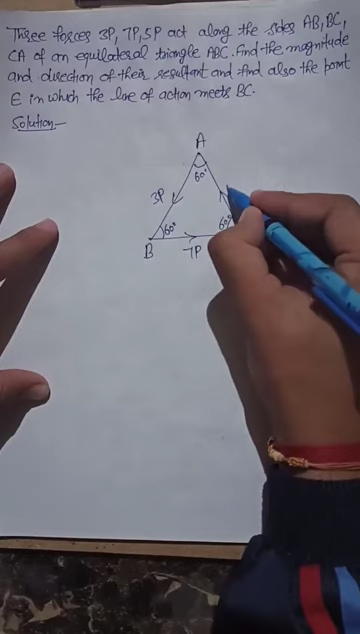 Three forces 3P, 7P, 5P act along the sides AB, BC,
CA of an equilateral triangle ABC. Find the magnitude
and direction of their resultant and find also the point
E in which the line of action meets BC.
Solution-
A
60°
3P
60°
60°
B
7P